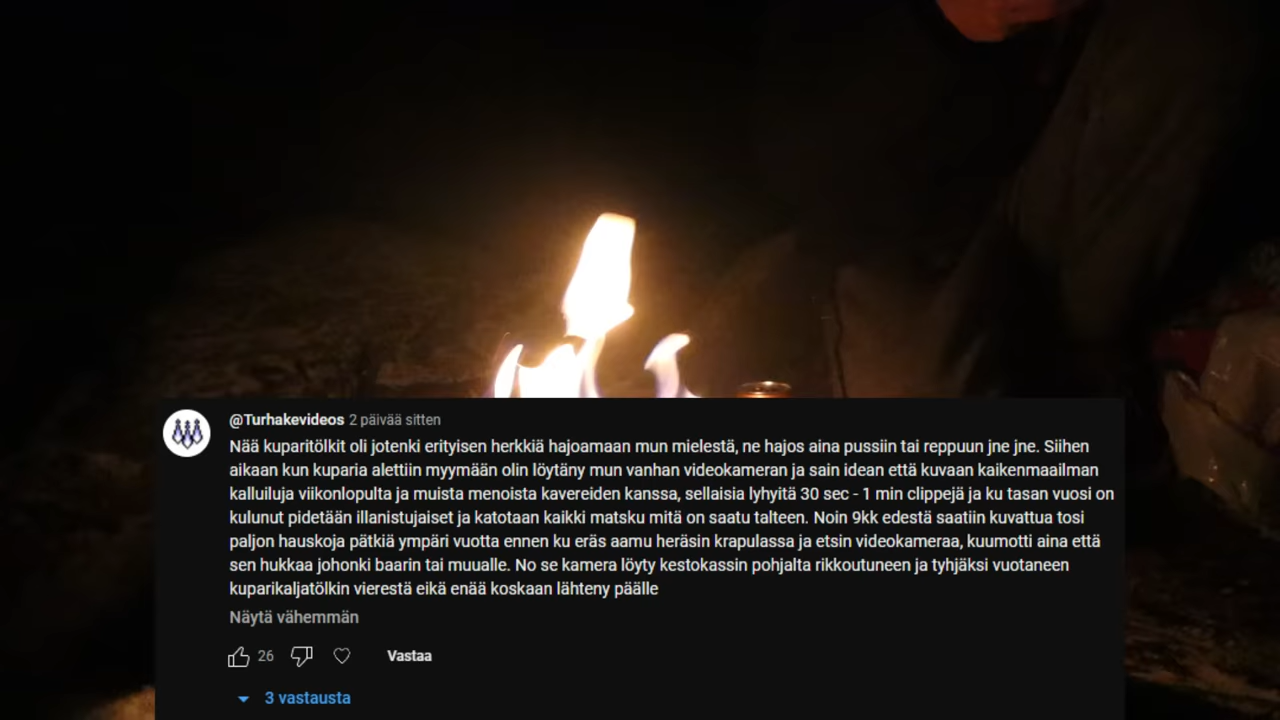 @Turhakevideos 2 päivää sitten
Nää kuparitölkit oli jotenki erityisen herkkiä hajoamaan mun mielestä, ne hajos aina pussiin tai reppuun jne jne. Siihen
aikaan kun kuparia alettiin myymään olin löytäny mun vanhan videokameran ja sain idean että kuvaan kaikenmaailman
kalluiluja viikonlopulta ja muista menoista kavereiden kanssa, sellaisia lyhyitä 30 sec - 1 min clippejä ja ku tasan vuosi on
kulunut pidetään illanistujaiset ja katotaan kaikki matsku mitä on saatu talteen. Noin 9kk edestä saatiin kuvattua tosi
paljon hauskoja pätkiä ympäri vuotta ennen ku eräs aamu heräsin krapulassa ja etsin videokameraa, kuumotti aina että
sen hukkaa johonki baarin tai muualle. No se kamera löyty kestokassin pohjalta rikkoutuneen ja tyhjäksi vuotaneen
kuparikaljatölkin vierestä eikä enää koskaan lähteny päälle
Näytä vähemmän
26 Vastaa
3 vastausta